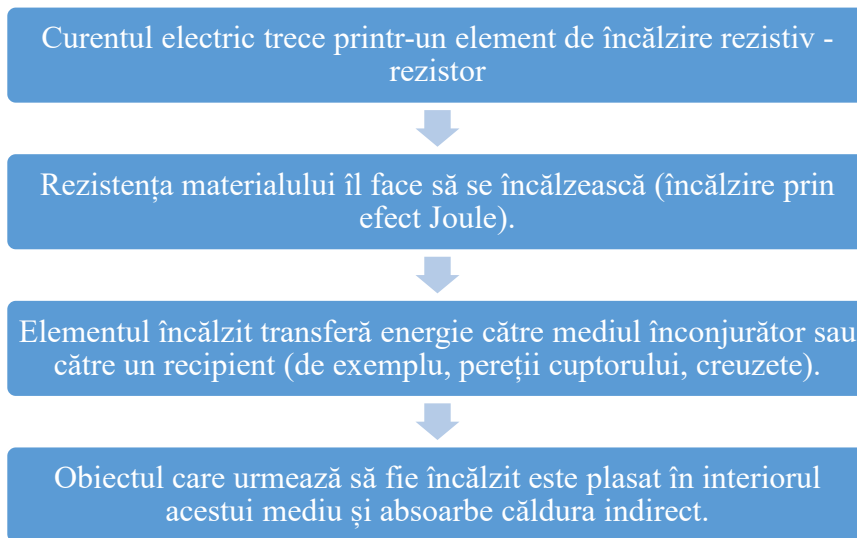 Curentul electric trece printr-un element de încălzire rezistiv -
rezistor
Rezistența materialului îl face să se încălzească (încălzire prin
efect Joule).
Elementul încălzit transferă energie către mediul înconjurător sau
către un recipient (de exemplu, pereții cuptorului, creuzete).
Obiectul care urmează să fie încălzit este plasat în interiorul
acestui mediu și absoarbe căldura indirect.